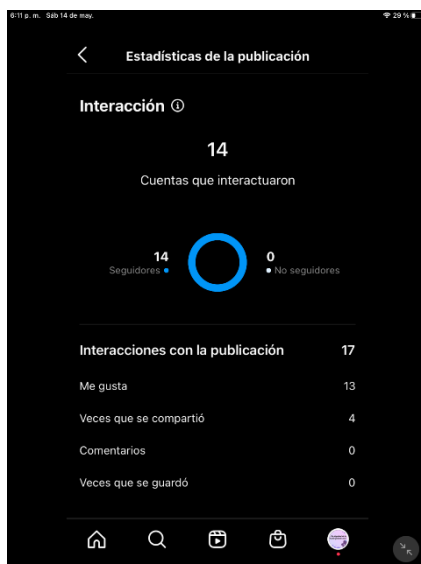 6:11 p. m. Sáb 14 de may. 29 %
Estadísticas de la publicación
Interacción
14
Cuentas que interactuaron
14 0
Seguidores No seguidores
Interacciones con la publicación 17
Me gusta 13
Veces que se compartió 4
Comentarios 0
Veces que se guardó 0